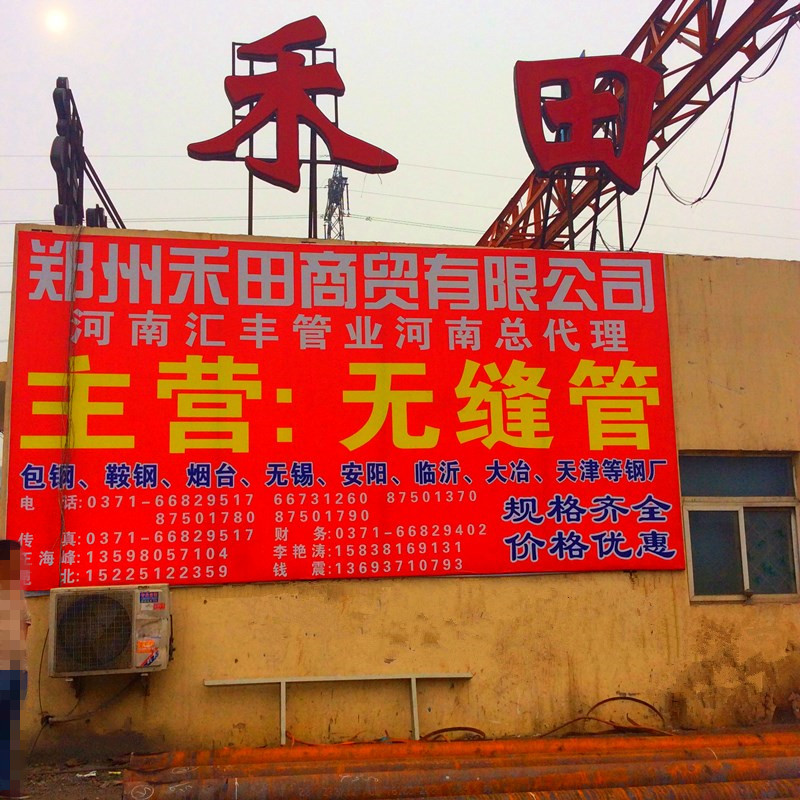 禾田
郑州禾田商贸有限公司
河南汇丰管业河南总代理
主营:无缝管
包钢、鞍钢、烟台、无锡、安阳、临沂、大冶、天津等钢厂
电 话:0371-66829517 66731260 87501370
87501780 87501790
传 真:0371-66829517 财 务:0371-66829402
王海峰:13598057104 李艳涛:15838169131
北:15225122359 钱 震:13693710793
规格齐全
价格优惠